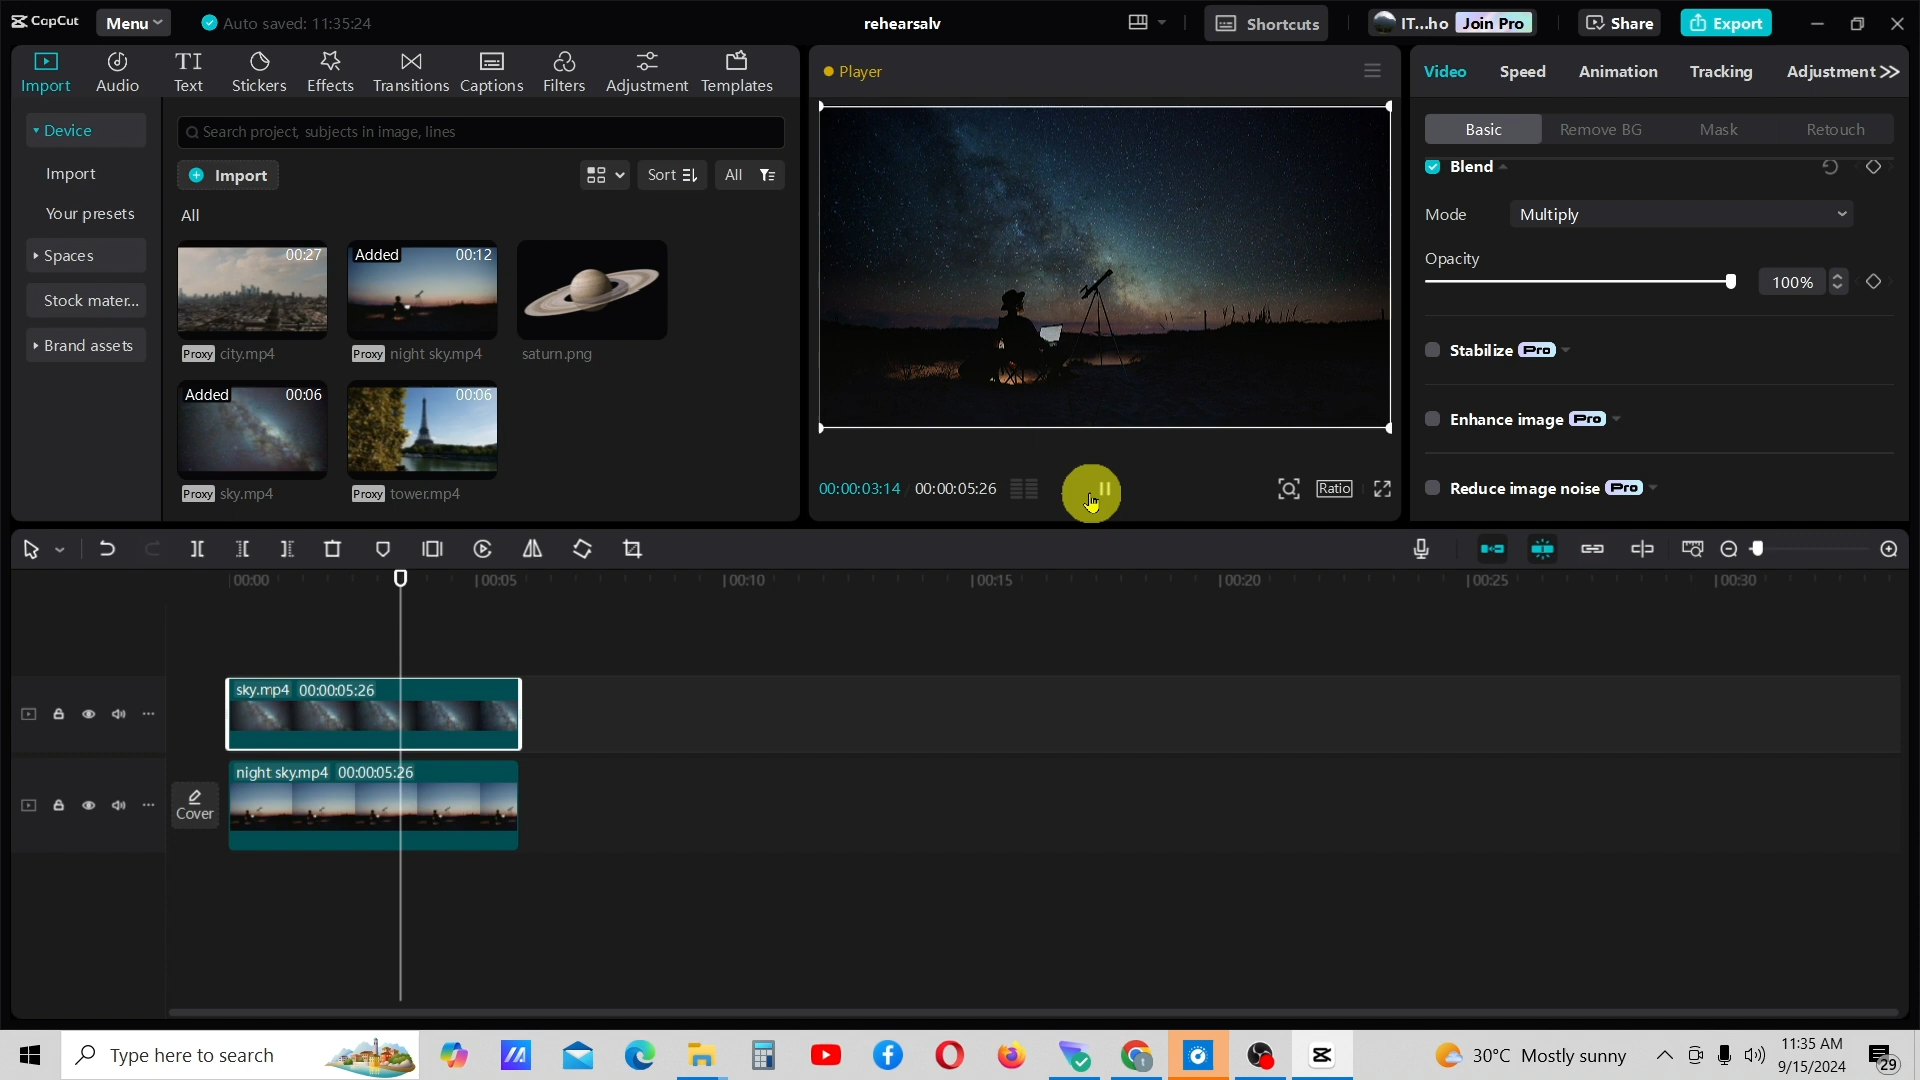 CapCut
Menu
Auto saved: 11:35:24
rehearsalv
Shortcuts
IT...ho
Join Pro
Share
Export
Import
Audio
Text
Stickers
Effects
Transitions
Captions
Filters
Adjustment
Templates
Device
Import
Your presets
Spaces
Stock mater...
Brand assets
Search project, subjects in image, lines
Import
Sort
All
All
00:27
Proxy city.mp4
Added 00:12
Proxy night sky.mp4
saturn.png
Added 00:06
Proxy sky.mp4
00:06
Proxy tower.mp4
Player
00:00:03:14 00:00:05:26
Ratio
Video
Speed
Animation
Tracking
Adjustment
Basic
Remove BG
Mask
Retouch
Blend
Mode
Multiply
Opacity
100%
Stabilize Pro
Enhance image Pro
Reduce image noise Pro
00:00
00:05
00:10
00:15
00:20
00:25
00:30
sky.mp4 00:00:05:26
Cover
night sky.mp4 00:00:05:26
Type here to search
30°C Mostly sunny
11:35 AM
9/15/2024
29